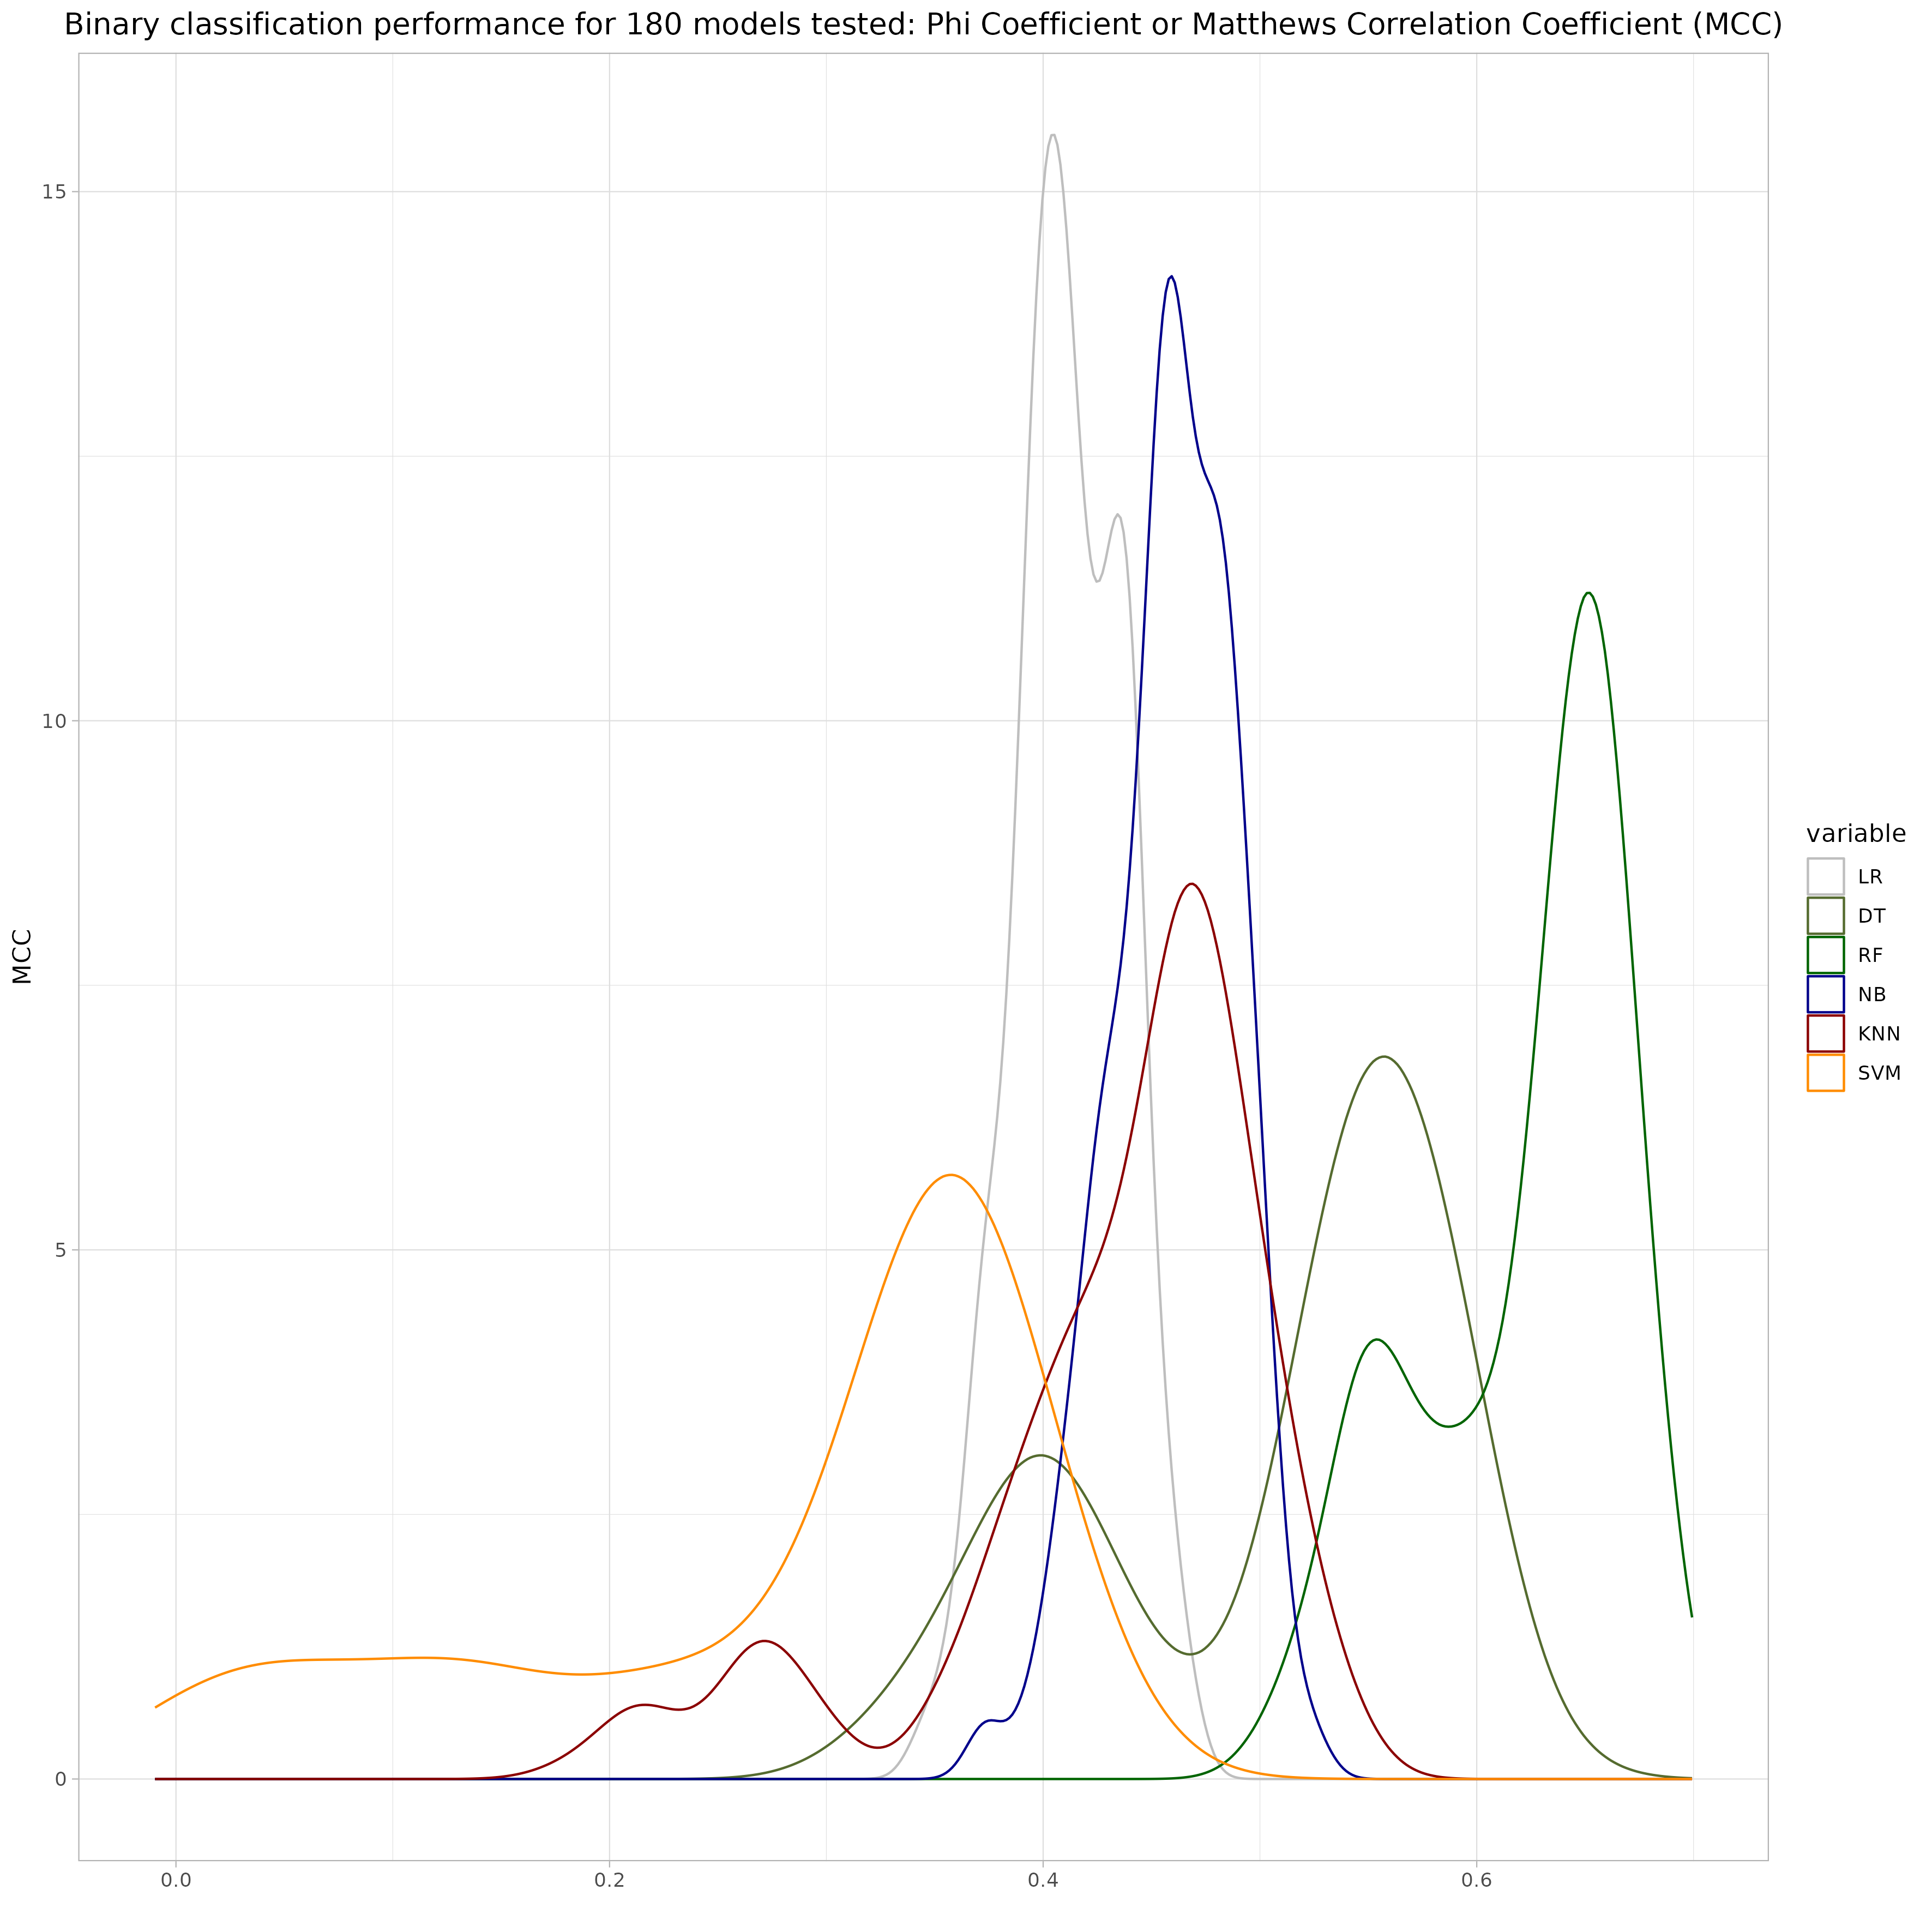 Binary classification performance for 180 models tested: Phi Coefficient or Matthews Correlation Coefficient (MCC)
15
10
5
0
MCC
0.0
0.2
0.4
0.6
variable
LR
DT
RF
NB
KNN
SVM